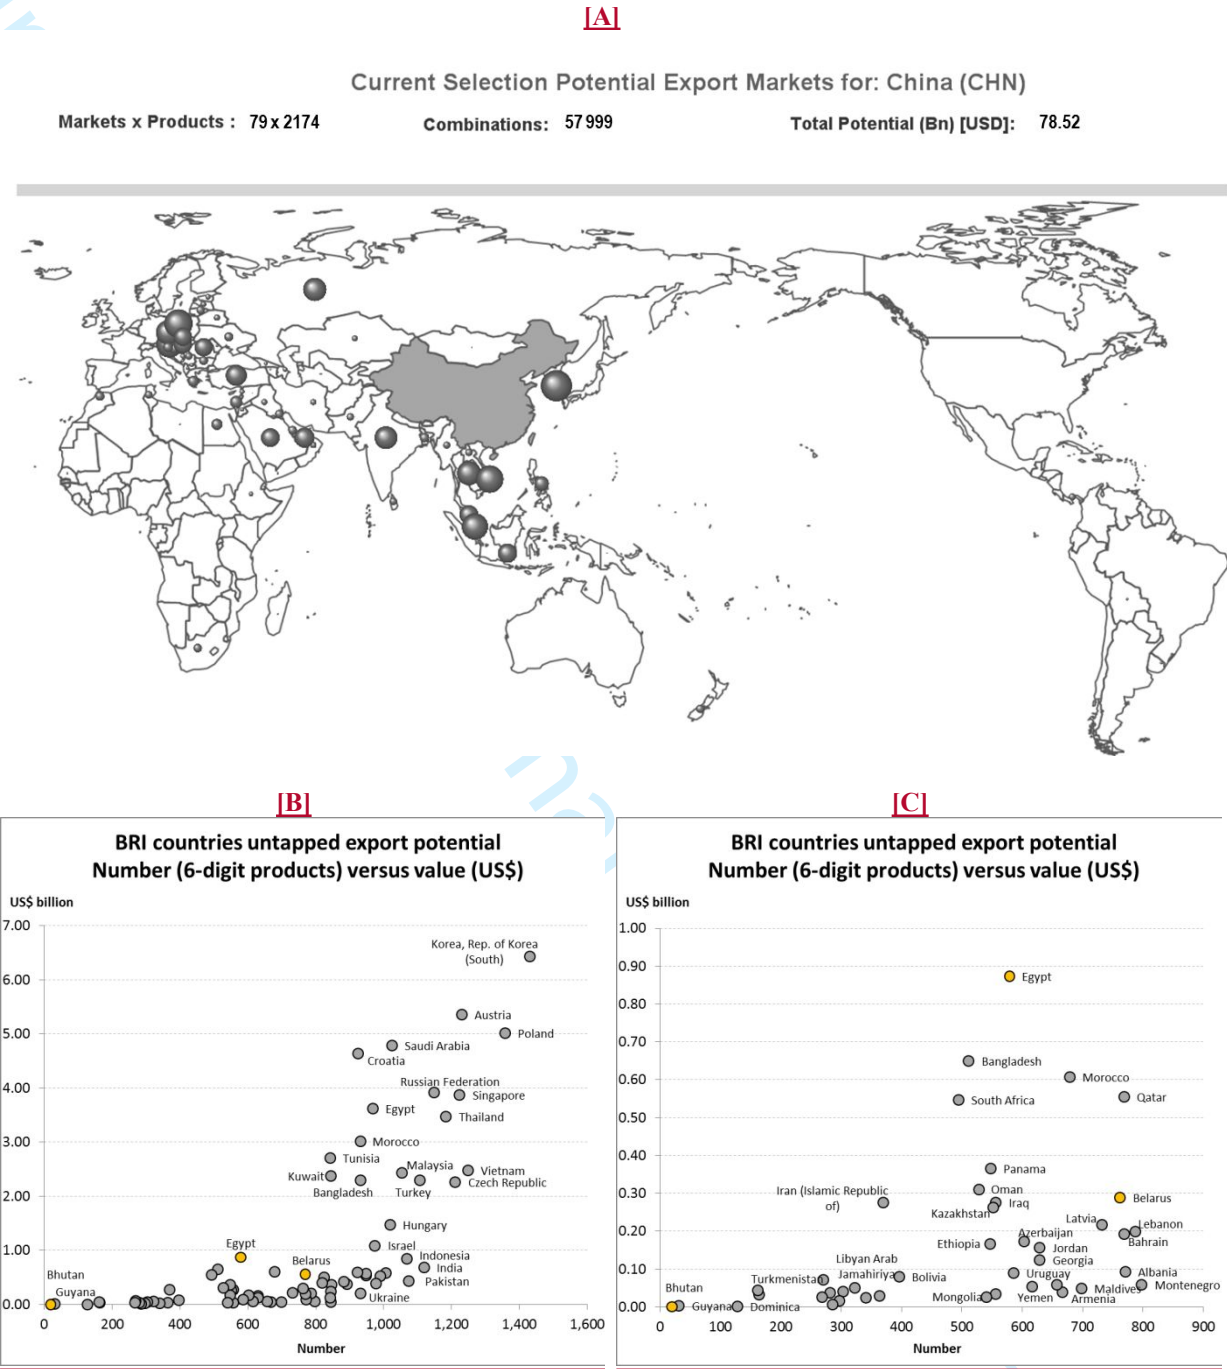 [A]
Current Selection Potential Export Markets for: China (CHN)
Markets x Products : 79 x 2174 Combinations: 57 999 Total Potential (Bn) [USD]: 78.52
[B]
BRI countries untapped export potential
Number (6-digit products) versus value (US$)
US$ billion
7.00
6.00
5.00
4.00
3.00
2.00
1.00
0.00
Korea, Rep. of Korea
(South)
Austria
Poland
Saudi Arabia
Croatia
Russian Federation
Singapore
Egypt
Thailand
Morocco
Tunisia
Malaysia
Vietnam
Kuwait
Czech Republic
Bangladesh
Turkey
Hungary
Egypt
Israel
Indonesia
Belarus
India
Bhutan
Pakistan
Guyana
Ukraine
0 200 400 600 800 1,000 1,200 1,400 1,600
Number
[C]
BRI countries untapped export potential
Number (6-digit products) versus value (US$)
US$ billion
1.00
0.90
0.80
0.70
0.60
0.50
0.40
0.30
0.20
0.10
0.00
Egypt
Bangladesh
Morocco
South Africa
Qatar
Panama
Iran (Islamic Republic
of)
Oman
Iraq
Belarus
Kazakhstan
Latvia
Lebanon
Azerbaijan
Bahrain
Ethiopia
Jordan
Libyan Arab
Jamahiriya
Georgia
Turkmenistan
Bolivia
Uruguay
Albania
Bhutan
Montenegro
Maldives
Mongolia
Yemen
Armenia
Guyana
Dominica
0 100 200 300 400 500 600 700 800 900
Number